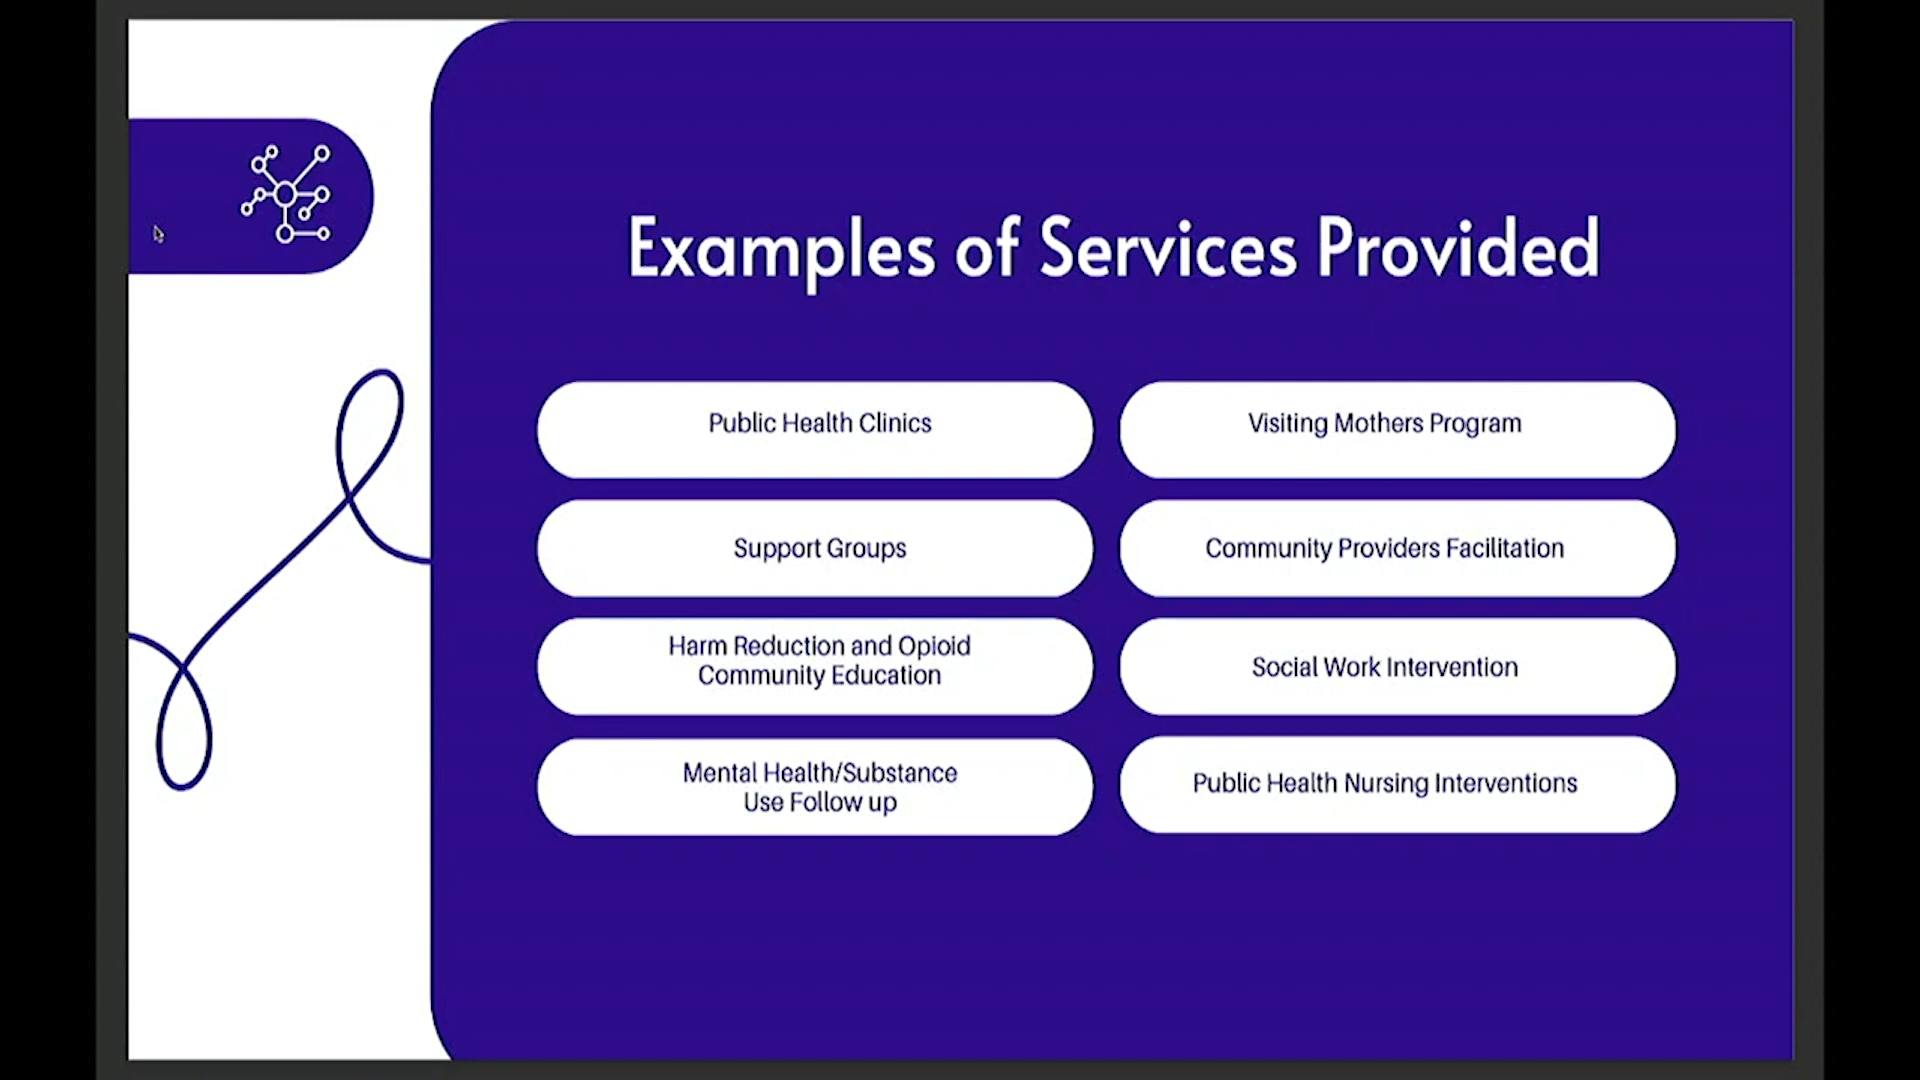 Examples of Services Provided
Public Health Clinics
Visiting Mothers Program
Support Groups
Community Providers Facilitation
Harm Reduction and Opioid
Community Education
Social Work Intervention
Mental Health/Substance
Use Follow up
Public Health Nursing Interventions